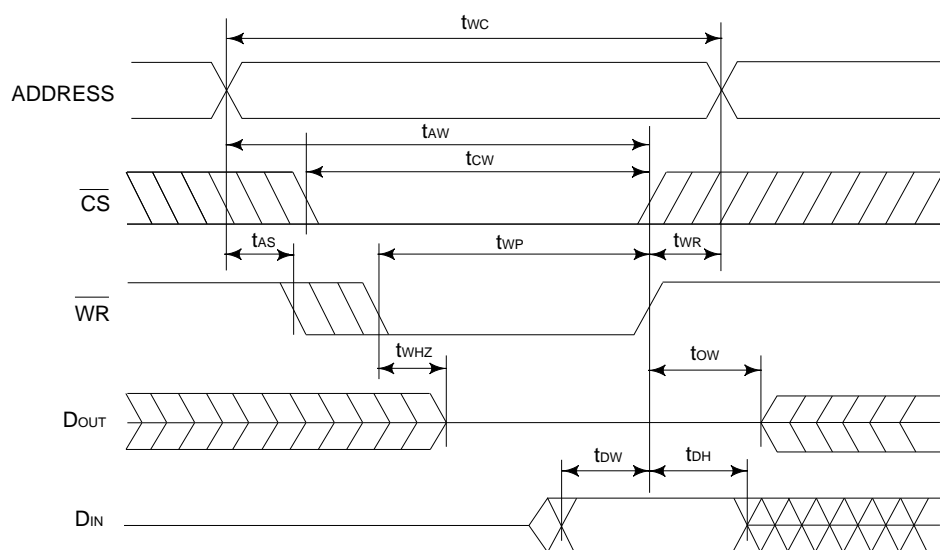 tWC
ADDRESS
tAW
tCW
CS
tAS
tWP
tWR
WR
tWHZ
tOW
DOUT
tDW
tDH
DIN